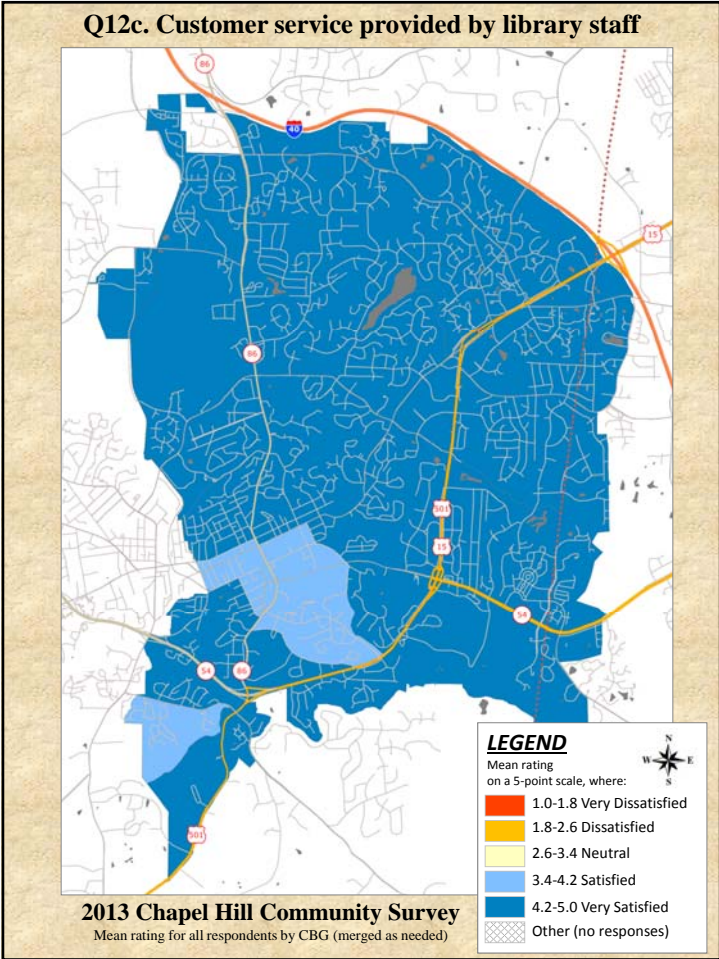 Q12c. Customer service provided by library staff
86
40
15
86
501
15
54
54
86
501
LEGEND
N
W E
S
Mean rating
on a 5-point scale, where:
1.0-1.8 Very Dissatisfied
1.8-2.6 Dissatisfied
2.6-3.4 Neutral
3.4-4.2 Satisfied
4.2-5.0 Very Satisfied
Other (no responses)
2013 Chapel Hill Community Survey
Mean rating for all respondents by CBG (merged as needed)